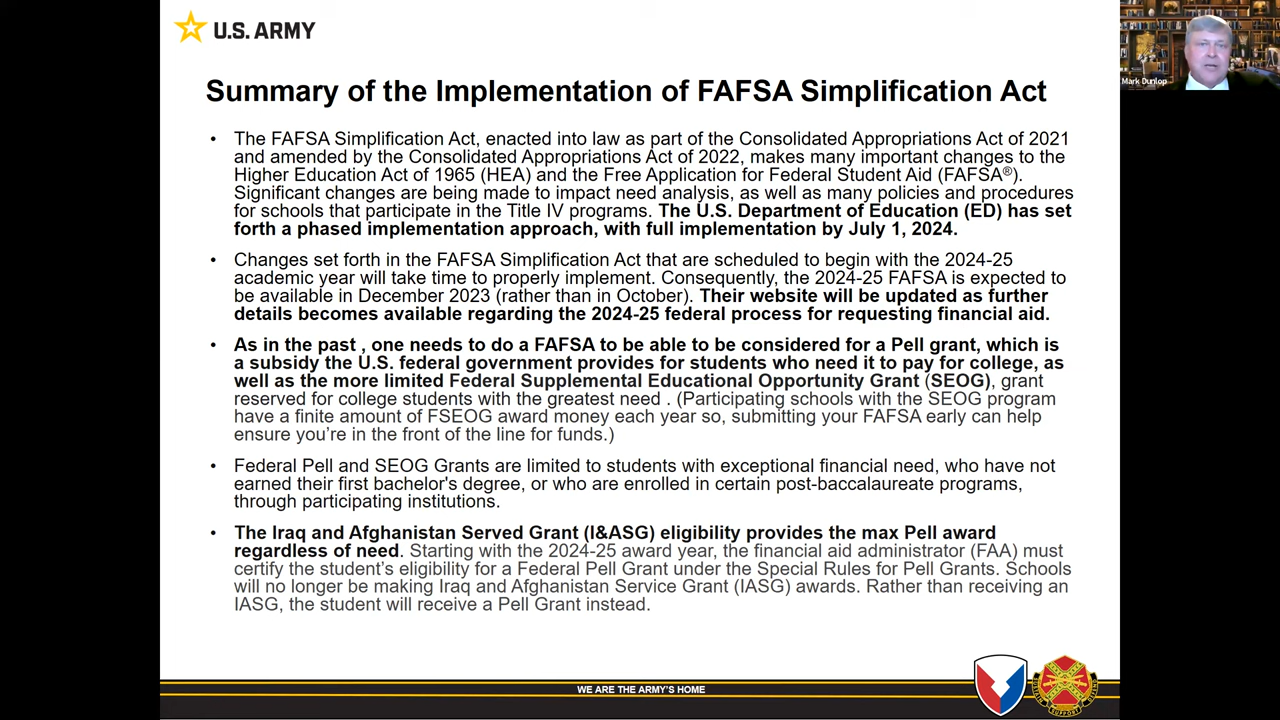 U.S. ARMY
Mark Dunlop
Summary of the Implementation of FAFSA Simplification Act
• The FAFSA Simplification Act, enacted into law as part of the Consolidated Appropriations Act of 2021
and amended by the Consolidated Appropriations Act of 2022, makes many important changes to the
Higher Education Act of 1965 (HEA) and the Free Application for Federal Student Aid (FAFSA®).
Significant changes are being made to impact need analysis, as well as many policies and procedures
for schools that participate in the Title IV programs. The U.S. Department of Education (ED) has set
forth a phased implementation approach, with full implementation by July 1, 2024.
• Changes set forth in the FAFSA Simplification Act that are scheduled to begin with the 2024-25
academic year will take time to properly implement. Consequently, the 2024-25 FAFSA is expected to
be available in December 2023 (rather than in October). Their website will be updated as further
details becomes available regarding the 2024-25 federal process for requesting financial aid.
• As in the past , one needs to do a FAFSA to be able to be considered for a Pell grant, which is
a subsidy the U.S. federal government provides for students who need it to pay for college, as
well as the more limited Federal Supplemental Educational Opportunity Grant (SEOG), grant
reserved for college students with the greatest need . (Participating schools with the SEOG program
have a finite amount of FSEOG award money each year so, submitting your FAFSA early can help
ensure you're in the front of the line for funds.)
• Federal Pell and SEOG Grants are limited to students with exceptional financial need, who have not
earned their first bachelor's degree, or who are enrolled in certain post-baccalaureate programs,
through participating institutions.
• The Iraq and Afghanistan Served Grant (I&ASG) eligibility provides the max Pell award
regardless of need. Starting with the 2024-25 award year, the financial aid administrator (FAA) must
certify the student's eligibility for a Federal Pell Grant under the Special Rules for Pell Grants. Schools
will no longer be making Iraq and Afghanistan Service Grant (IASG) awards. Rather than receiving an
IASG, the student will receive a Pell Grant instead.
WE ARE THE ARMY'S HOME